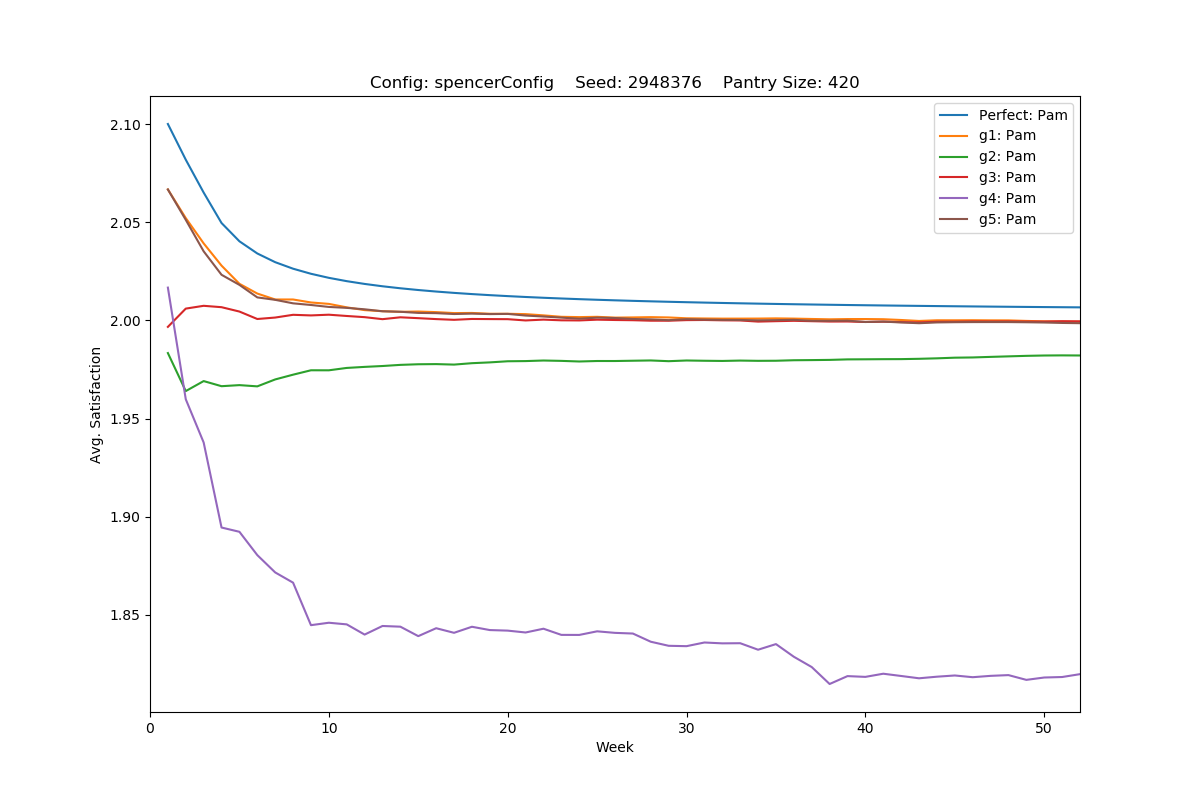 Config: spencerConfig    Seed: 2948376    Pantry Size: 420
Perfect: Pam
g1: Pam
g2: Pam
g3: Pam
g4: Pam
g5: Pam
Avg. Satisfaction
2.10
2.05
2.00
1.95
1.90
1.85
0 10 20 30 40 50
Week